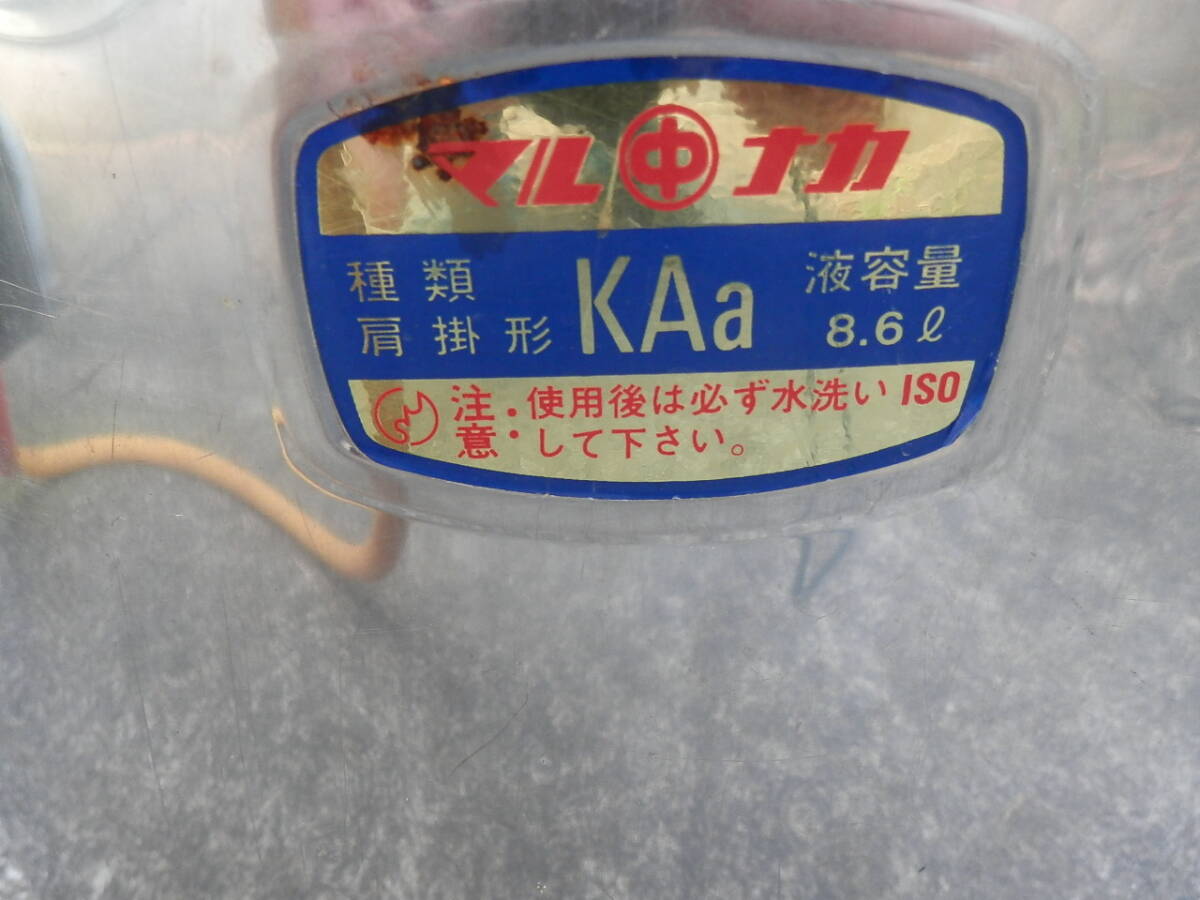 マル 中 ナカ
種類 KAa 液容量
肩掛形 8.6ℓ
注意: 使用後は必ず水洗い ISO
して下さい。